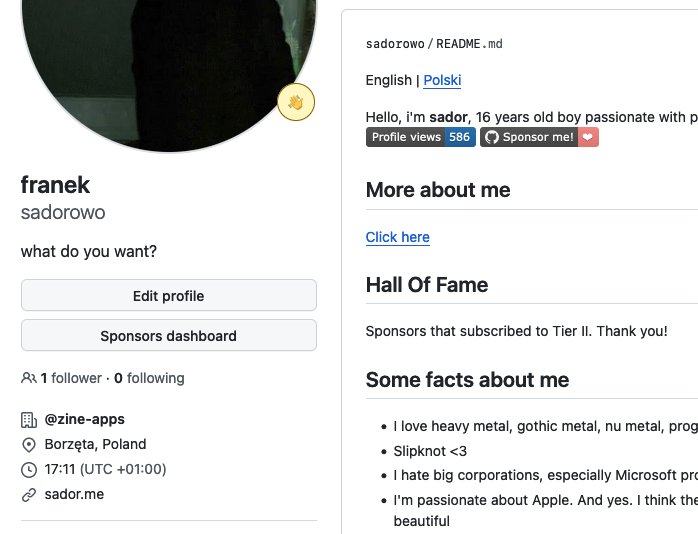 franek
sadorowo
what do you want?
Edit profile
Sponsors dashboard
1 follower · 0 following
@zine-apps
Borzęta, Poland
17:11 (UTC +01:00)
sador.me
sadorowo / README.md
English | Polski
Hello, i'm sador, 16 years old boy passionate with
Profile views 586 Sponsor me!
More about me
Click here
Hall Of Fame
Sponsors that subscribed to Tier II. Thank you!
Some facts about me
• I love heavy metal, gothic metal, nu metal,
• Slipknot <3
• I hate big corporations, especially Microsoft
• I'm passionate about Apple. And yes. I think the
beautiful